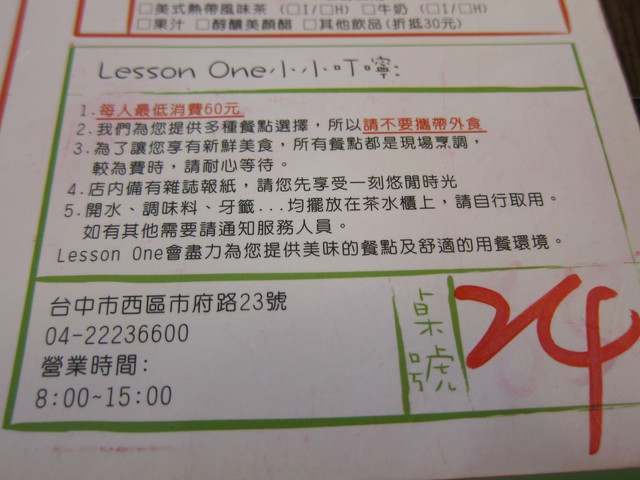 □美式熱帶風味茶 (□I/□H) □牛奶 (□I/□H)
□果汁 □醇釀美顏醋 □其他飲品(折抵30元)
Lesson One小小叮嚀:
1.每人最低消費60元
2.我們為您提供多種餐點選擇,所以請不要攜帶外食
3.為了讓您享有新鮮美食,所有餐點都是現場烹調,
較為費時,請耐心等待。
4.店內備有雜誌報紙,請您先享受一刻悠閒時光
5.開水、調味料、牙籤...均擺放在茶水櫃上,請自行取用。
如有其他需要請通知服務人員。
Lesson One會盡力為您提供美味的餐點及舒適的用餐環境。
台中市西區市府路23號
04-22236600
營業時間:
8:00~15:00
桌號
24